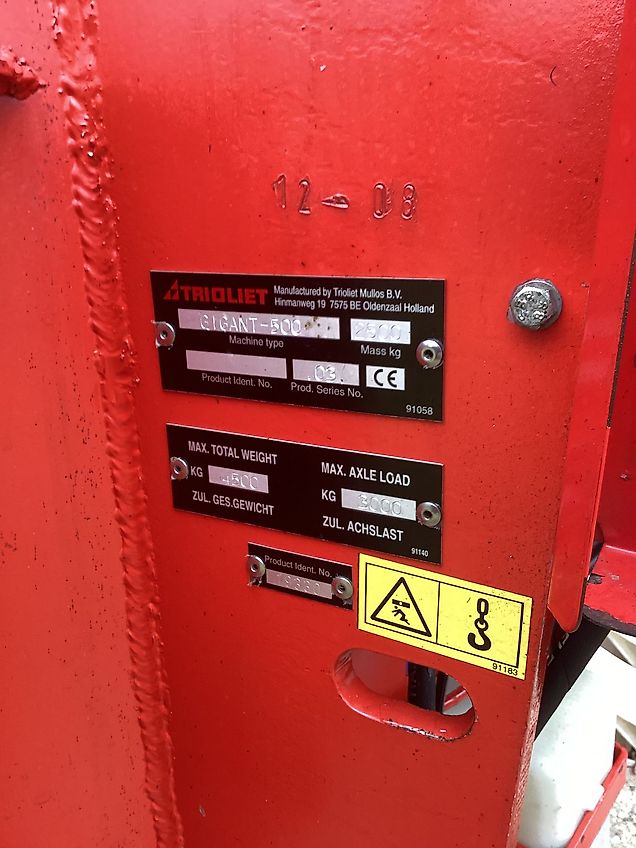 12-08
TRIOLIET Manufactured by Trioliet Mullos B.V.
Hinmanweg 19 7575 BE Oldenzaal Holland
GIGANT-500
Machine type Mass kg
03
Product Ident. No. Prod. Series No. CE
91058
MAX. TOTAL WEIGHT MAX. AXLE LOAD
KG 4500 KG 3000
ZUL. GES.GEWICHT ZUL. ACHSLAST
91140
Product Ident. No.
91183